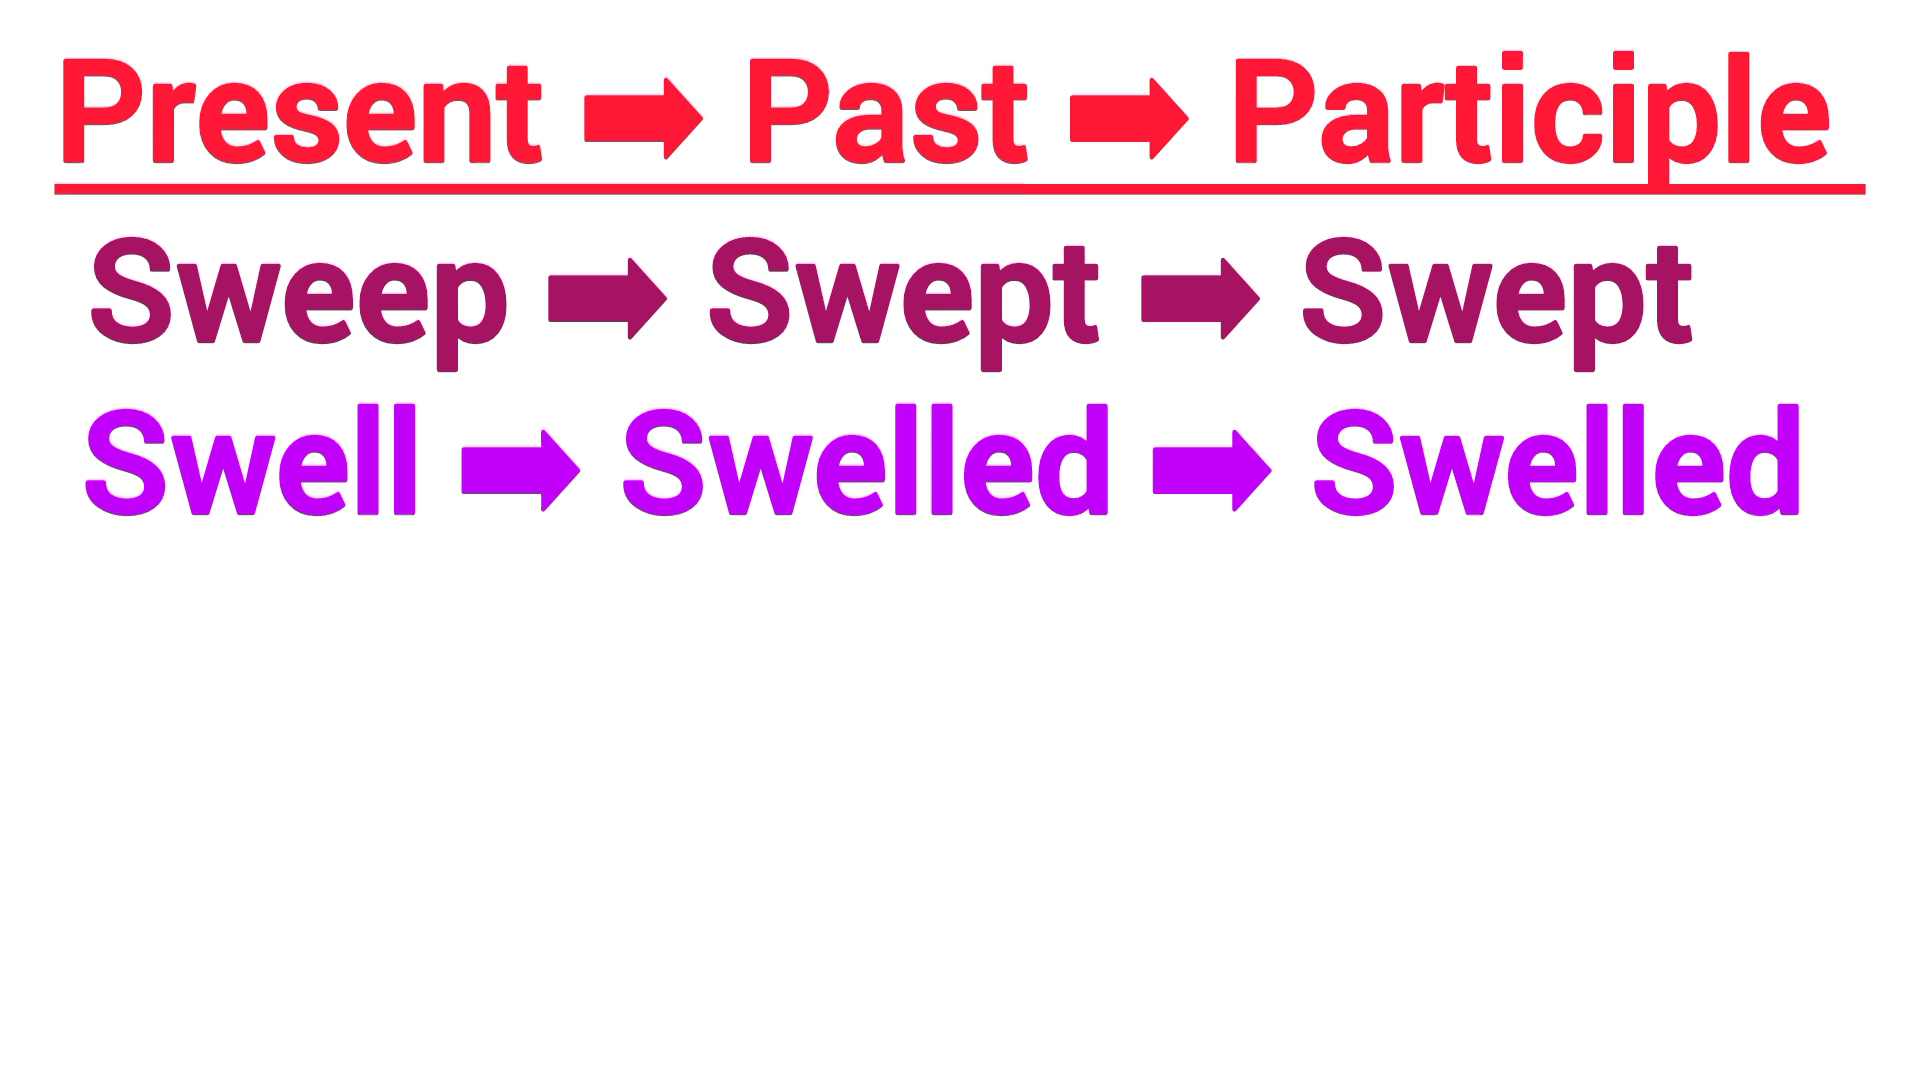 Present ➡ Past ➡ Participle
Sweep ➡ Swept ➡ Swept
Swell ➡ Swelled ➡ Swelled